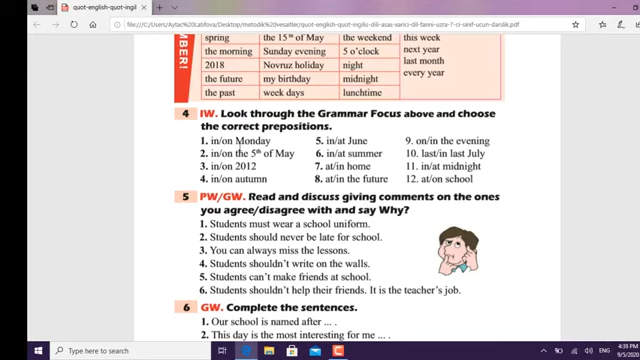 quot-english-quot-ingilis- ×
C:/Users/Aytac%20Latifova/Desktop/metodik%20vesaitler/quot-english-quot-ingilis-dili-asas-xarici-dil-fanni-uzra-7-ci-sinif-ucun-darslik.pdf
MBER!
spring the 15th of May the weekend this week
the morning Sunday evening 5 o'clock next year
2018 Novruz holiday night last month
the future my birthday midnight every year
the past week days lunchtime
4 IW. Look through the Grammar Focus above and choose
the correct prepositions.
1. in/on Monday 5. in/at June 9. on/in the evening
2. in/on the 5th of May 6. in/at summer 10. last/in last July
3. in/on 2012 7. at/in home 11. in/at midnight
4. in/on autumn 8. at/in the future 12. at/on school
5 PW/GW. Read and discuss giving comments on the ones
you agree/disagree with and say Why?
1. Students must wear a school uniform.
2. Students should never be late for school.
3. You can always miss the lessons.
4. Students shouldn't write on the walls.
5. Students can't make friends at school.
6. Students shouldn't help their friends. It is the teacher's job.
6 GW. Complete the sentences.
1. Our school is named after ... .
2. This day is the most interesting for me ... .
ENG
4:39 PM
9/5/2020